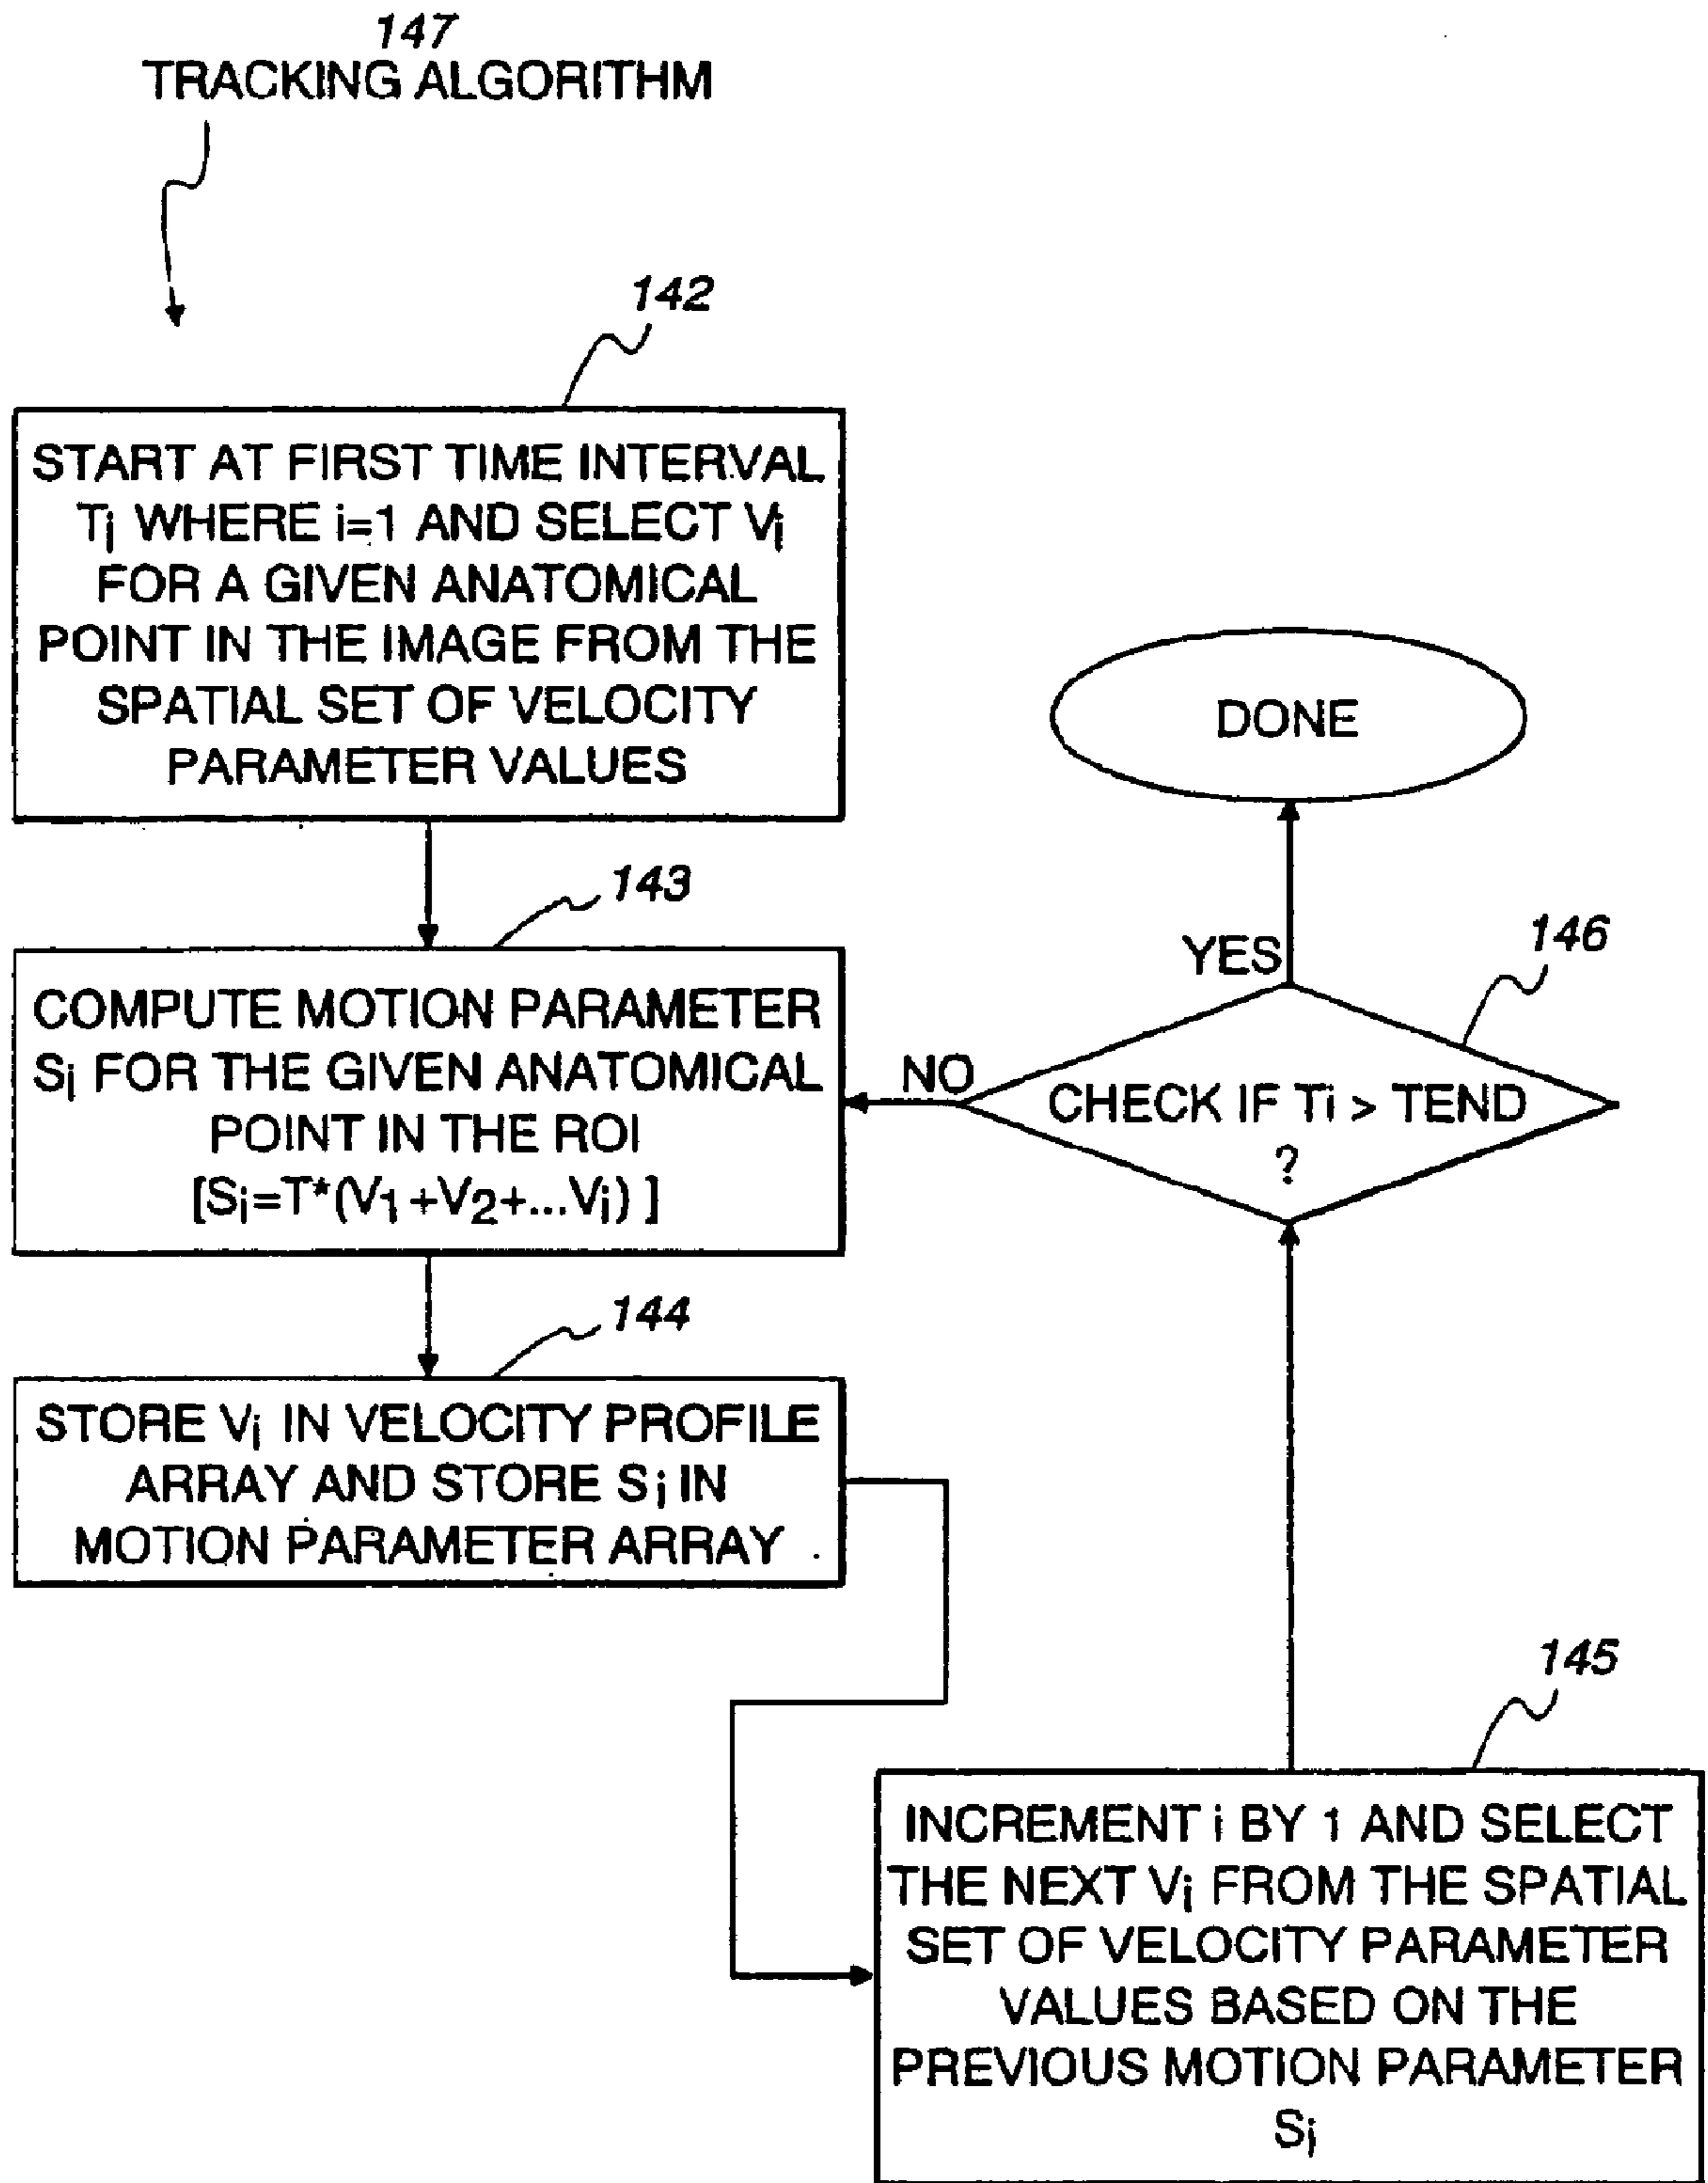 147
TRACKING ALGORITHM
142
START AT FIRST TIME INTERVAL
Ti WHERE i=1 AND SELECT Vi
FOR A GIVEN ANATOMICAL
POINT IN THE IMAGE FROM THE
SPATIAL SET OF VELOCITY
PARAMETER VALUES
143
COMPUTE MOTION PARAMETER
Si FOR THE GIVEN ANATOMICAL
POINT IN THE ROI
[Si=T*(V1+V2+...Vi) ]
144
STORE Vi IN VELOCITY PROFILE
ARRAY AND STORE Si IN
MOTION PARAMETER ARRAY
145
INCREMENT i BY 1 AND SELECT
THE NEXT Vi FROM THE SPATIAL
SET OF VELOCITY PARAMETER
VALUES BASED ON THE
PREVIOUS MOTION PARAMETER
Si
146
CHECK IF Ti > TEND
?
NO
YES
DONE